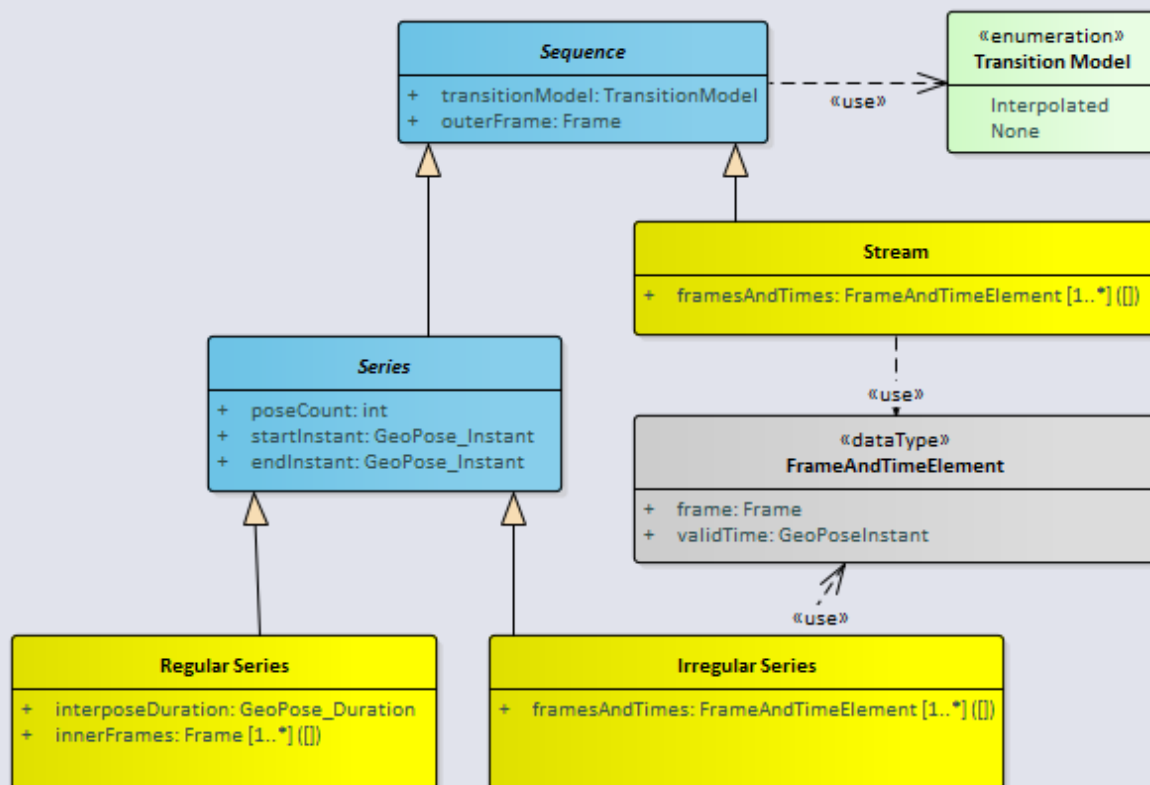 Sequence
+ transitionModel: TransitionModel
+ outerFrame: Frame
«use»
«enumeration»
Transition Model
Interpolated
None
Stream
+ framesAndTimes: FrameAndTimeElement [1..*] ([])
«use»
Series
+ poseCount: int
+ startInstant: GeoPose_Instant
+ endInstant: GeoPose_Instant
«dataType»
FrameAndTimeElement
+ frame: Frame
+ validTime: GeoPoseInstant
«use»
Regular Series
+ interposeDuration: GeoPose_Duration
+ innerFrames: Frame [1..*] ([])
Irregular Series
+ framesAndTimes: FrameAndTimeElement [1..*] ([])